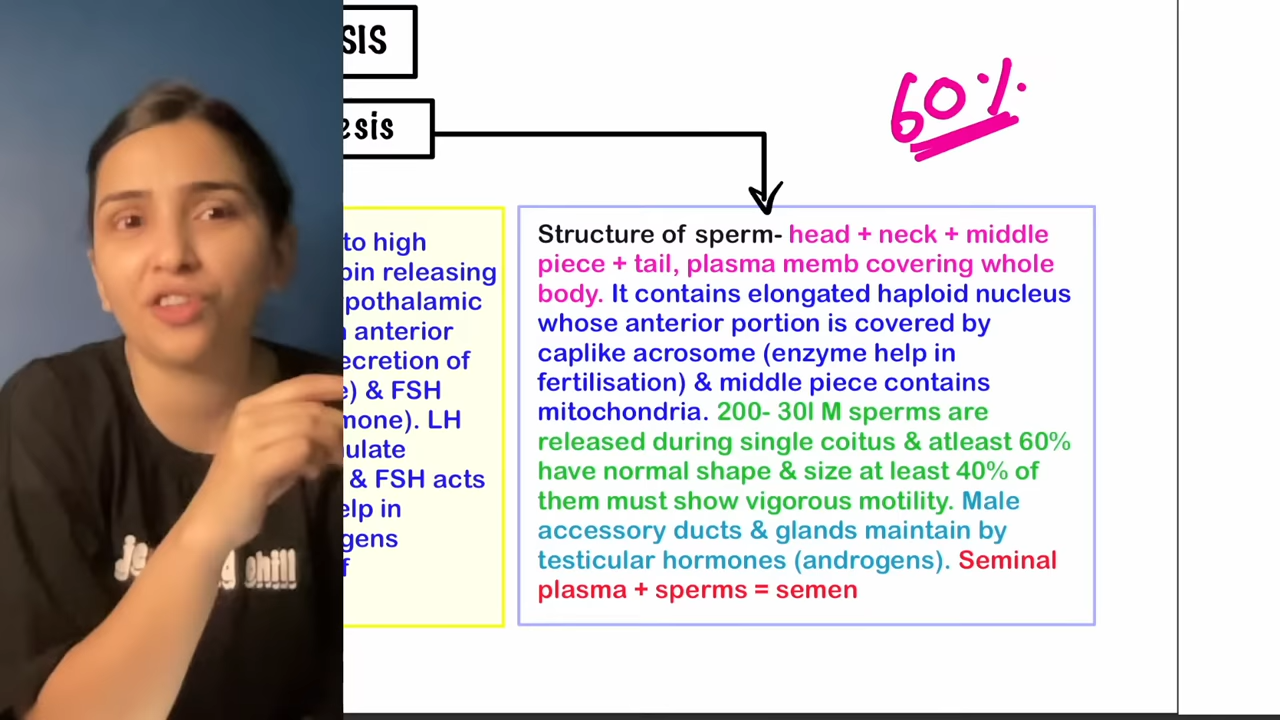 SIS
esis
60%
to high
bin releasing
pothalamic
anterior
ecretion of
e) & FSH
mone). LH
ulate
& FSH acts
elp in
gens
f
Structure of sperm- head + neck + middle
piece + tail, plasma memb covering whole
body. It contains elongated haploid nucleus
whose anterior portion is covered by
caplike acrosome (enzyme help in
fertilisation) & middle piece contains
mitochondria. 200- 30l M sperms are
released during single coitus & atleast 60%
have normal shape & size at least 40% of
them must show vigorous motility. Male
accessory ducts & glands maintain by
testicular hormones (androgens). Seminal
plasma + sperms = semen
chill